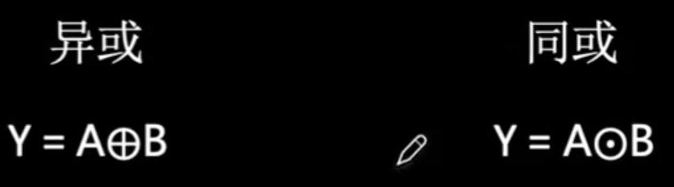 异或 同或
Y = A⊕B Y = A⊙B